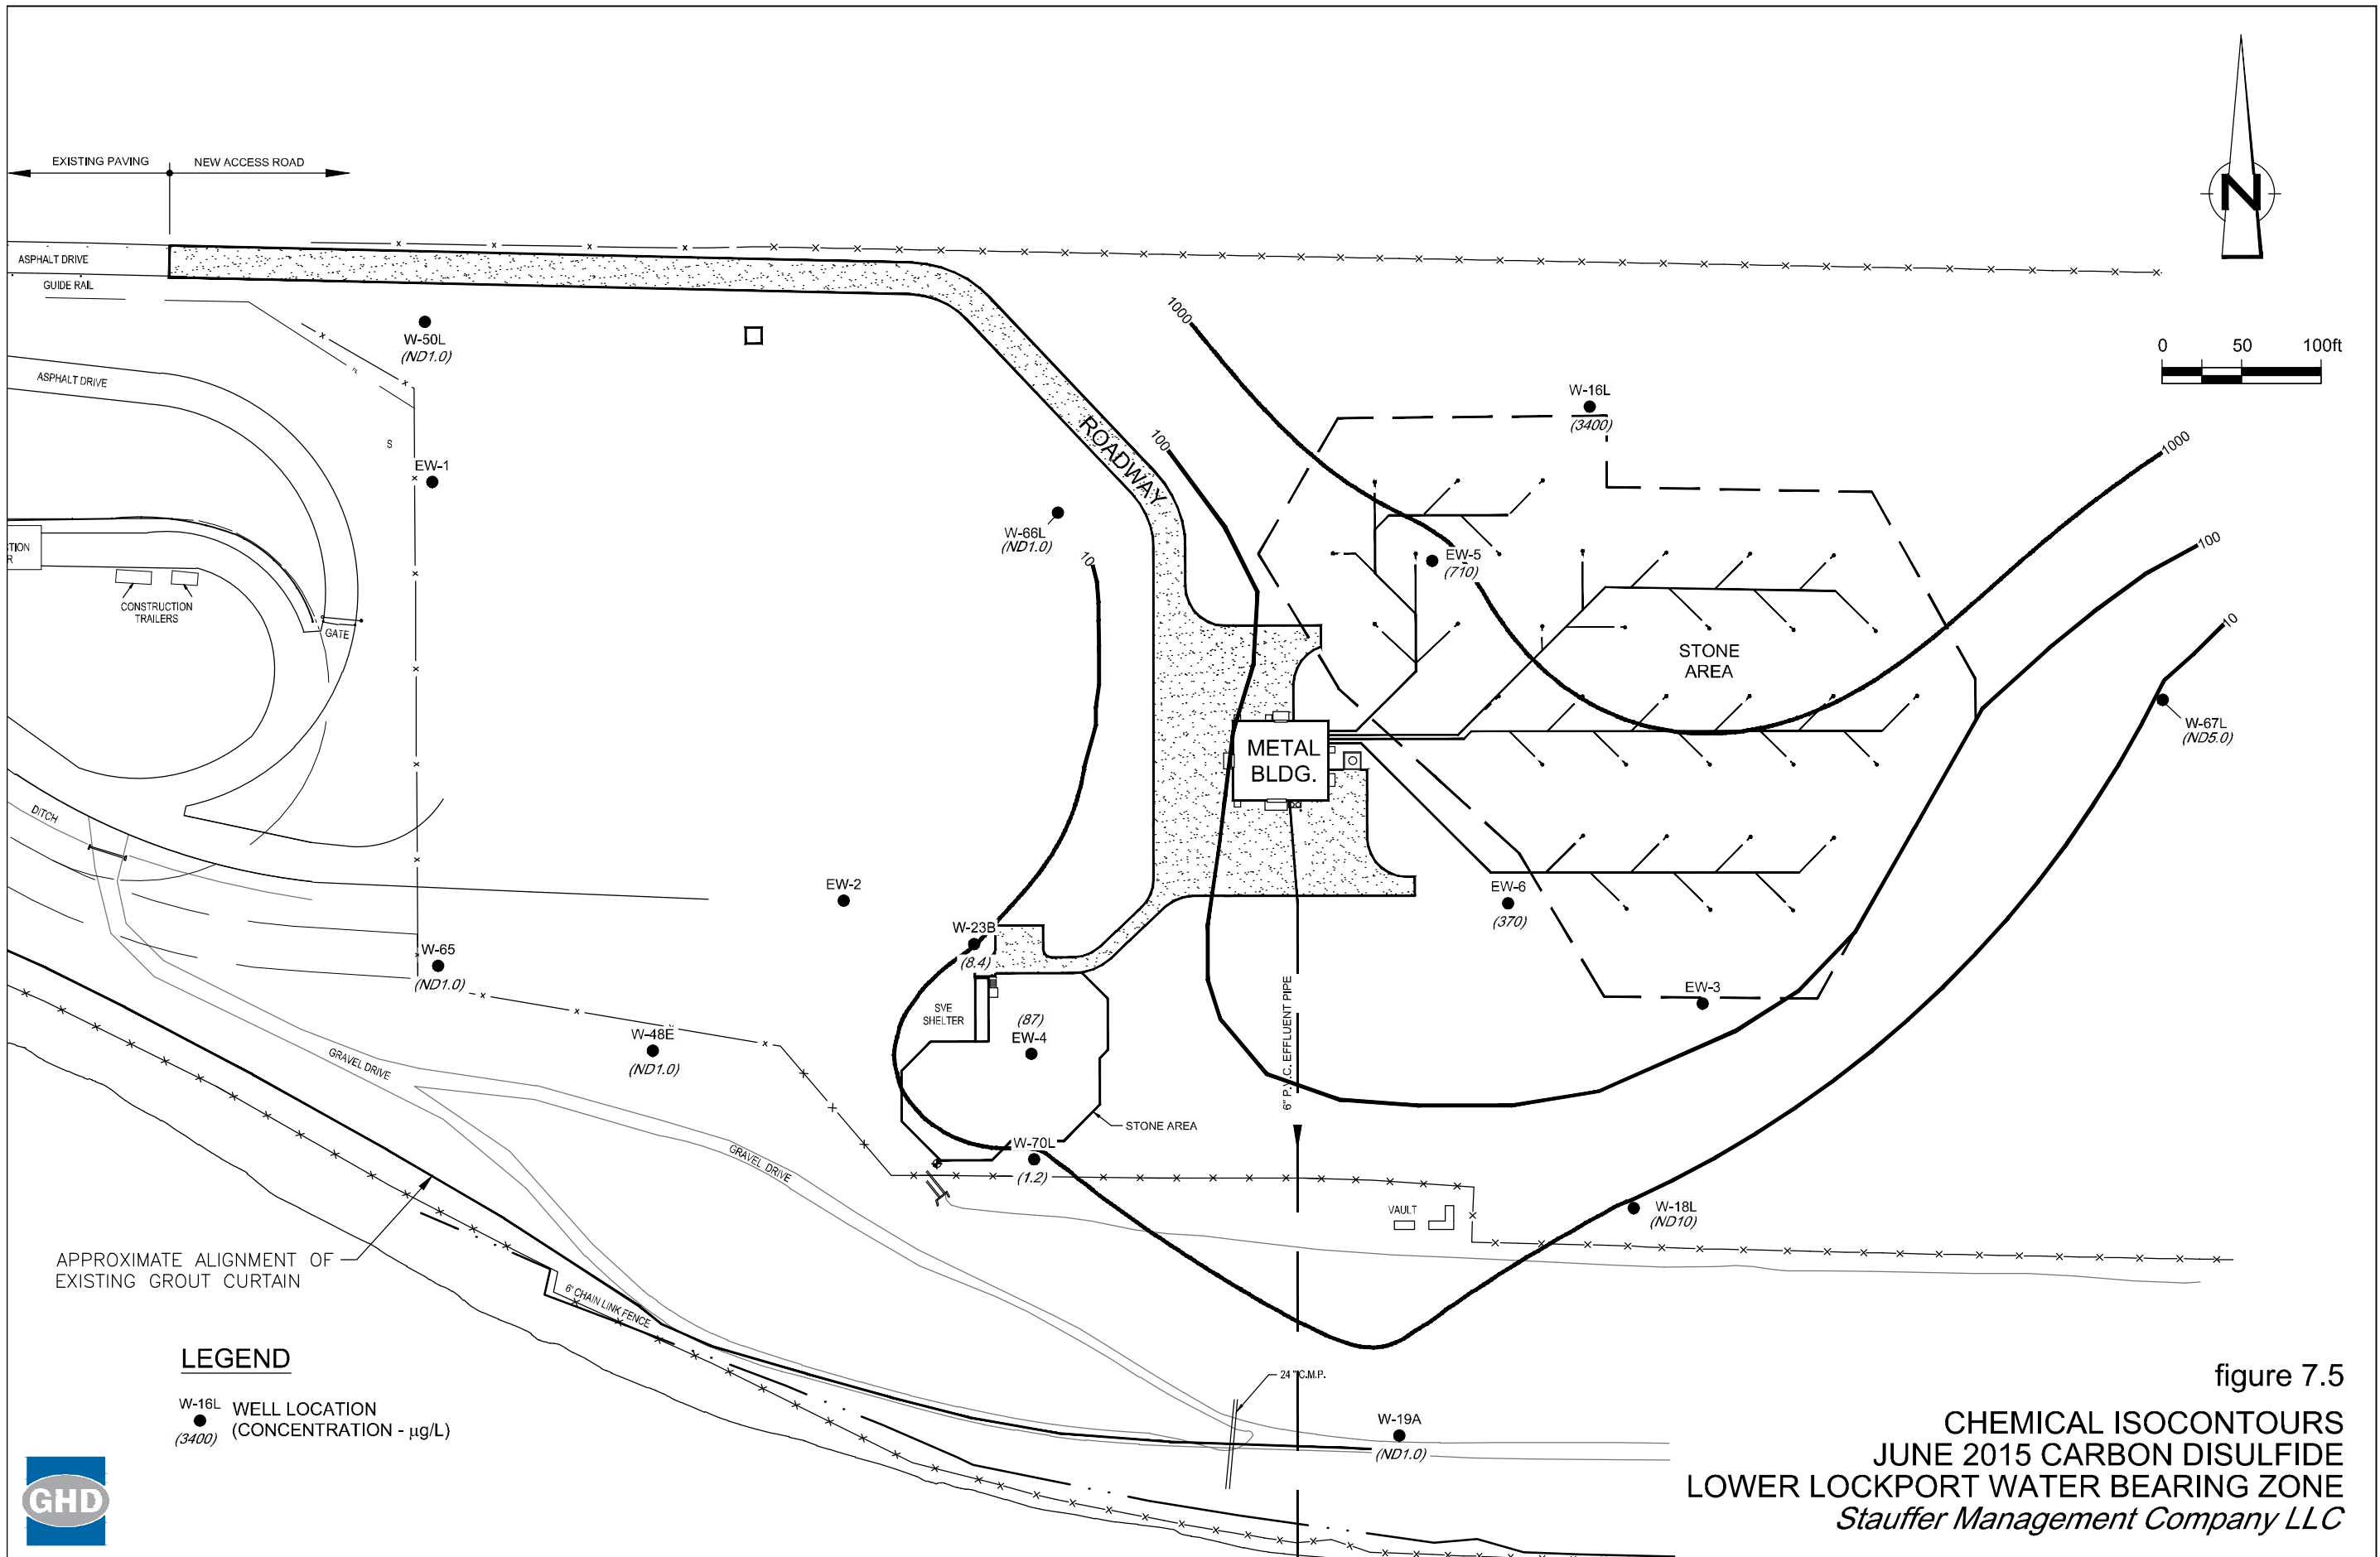 EXISTING PAVING
NEW ACCESS ROAD
N
ASPHALT DRIVE
GUIDE RAIL
W-50L
(ND1.0)
1000
0 50 100ft
ASPHALT DRIVE
W-16L
(3400)
ROADWAY
100
1000
S
EW-1
W-66L
(ND1.0)
10
EW-5
(710)
100
TION
R
CONSTRUCTION
TRAILERS
GATE
STONE
AREA
10
W-67L
(ND5.0)
METAL
BLDG.
DITCH
EW-2
EW-6
(370)
W-23B
(8.4)
W-65
(ND1.0)
SVE
SHELTER
(87)
EW-4
EW-3
6" P.V.C. EFFLUENT PIPE
W-48E
(ND1.0)
GRAVEL DRIVE
STONE AREA
GRAVEL DRIVE
W-70L
(1.2)
VAULT
W-18L
(ND10)
APPROXIMATE ALIGNMENT OF
EXISTING GROUT CURTAIN
6' CHAIN LINK FENCE
LEGEND
24" C.M.P.
W-16L
(3400)
WELL LOCATION
(CONCENTRATION - µg/L)
W-19A
(ND1.0)
GHD
figure 7.5
CHEMICAL ISOCONTOURS
JUNE 2015 CARBON DISULFIDE
LOWER LOCKPORT WATER BEARING ZONE
Stauffer Management Company LLC